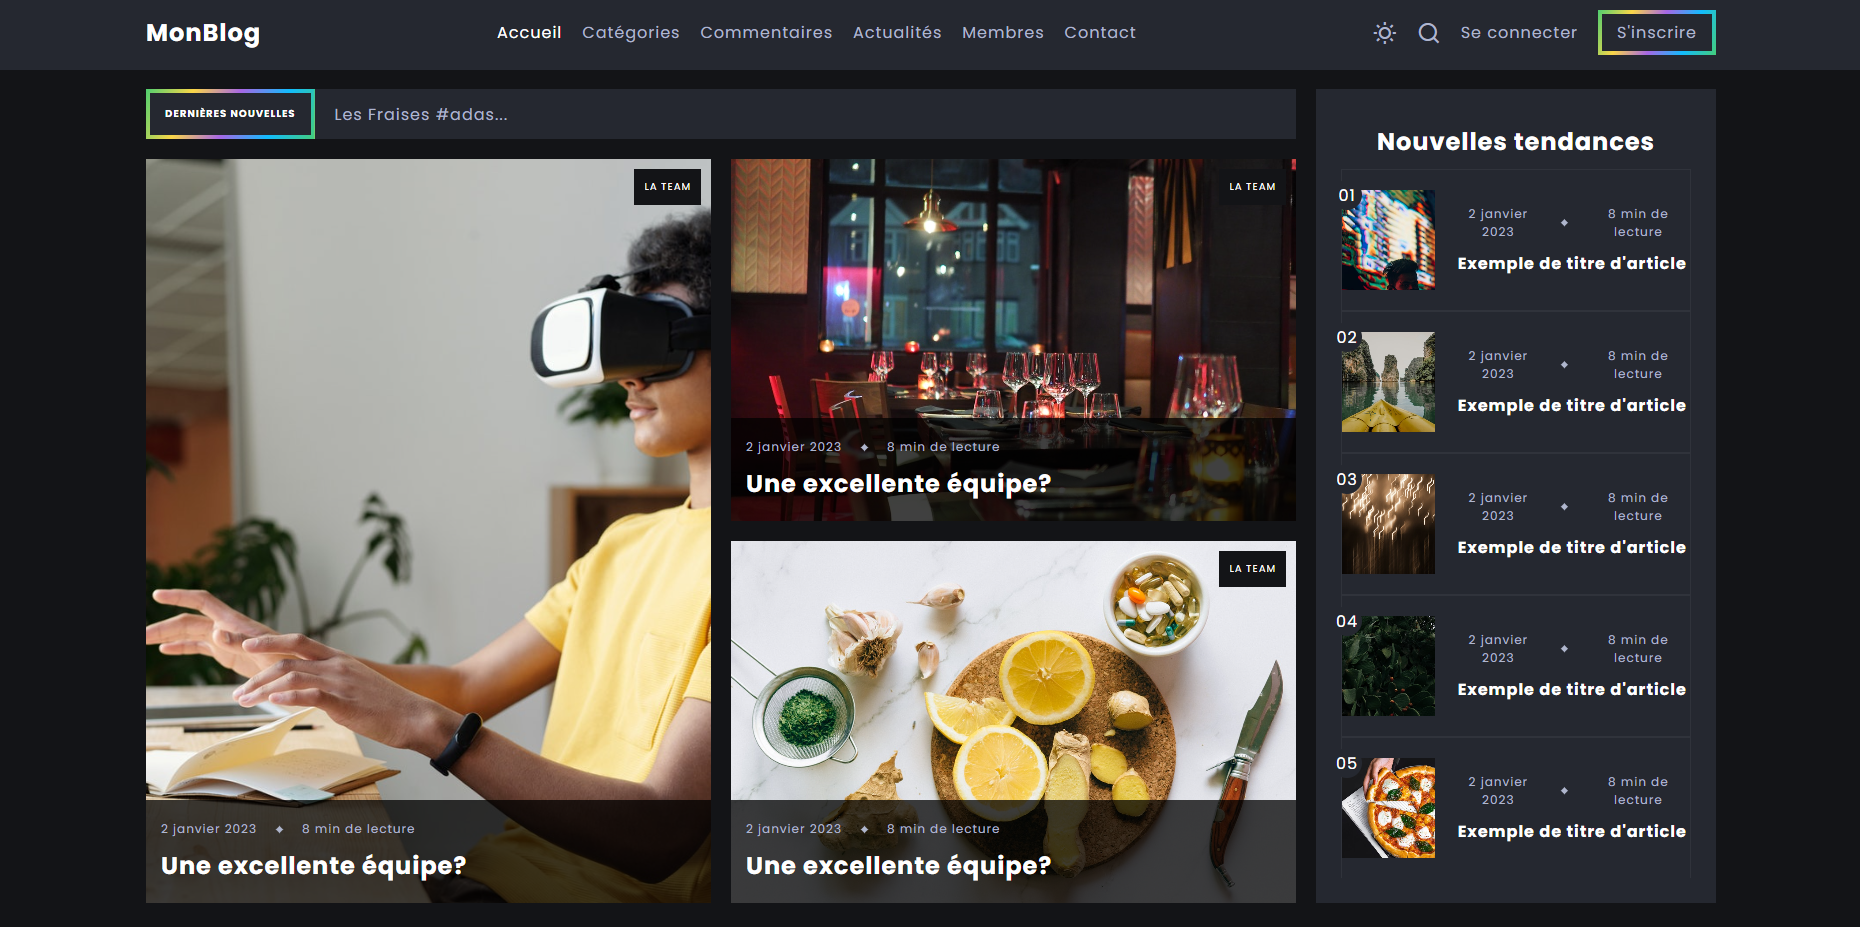 MonBlog
Accueil Catégories Commentaires Actualités Membres Contact
Se connecter S'inscrire
DERNIÈRES NOUVELLES
Les Fraises #adas...
LA TEAM
2 janvier 2023 ◆ 8 min de lecture
Une excellente équipe?
LA TEAM
2 janvier 2023 ◆ 8 min de lecture
Une excellente équipe?
LA TEAM
2 janvier 2023 ◆ 8 min de lecture
Une excellente équipe?
Nouvelles tendances
01
2 janvier
2023
◆
8 min de
lecture
Exemple de titre d'article
02
2 janvier
2023
◆
8 min de
lecture
Exemple de titre d'article
03
2 janvier
2023
◆
8 min de
lecture
Exemple de titre d'article
04
2 janvier
2023
◆
8 min de
lecture
Exemple de titre d'article
05
2 janvier
2023
◆
8 min de
lecture
Exemple de titre d'article